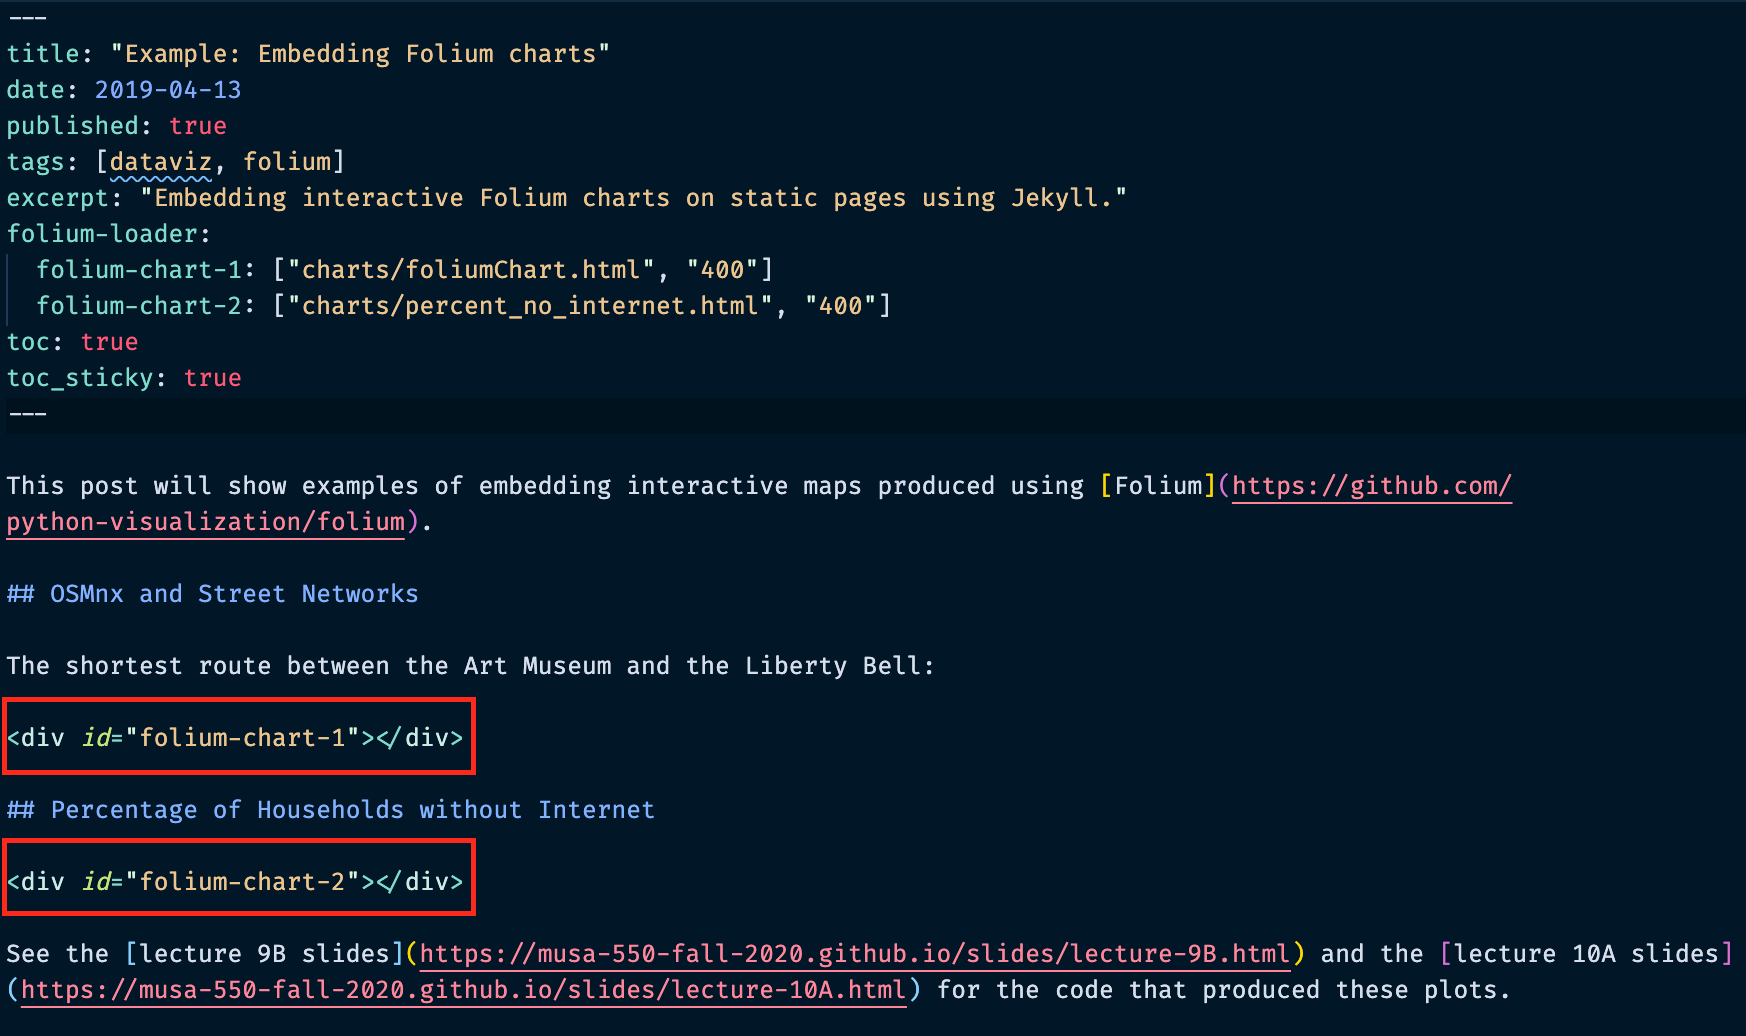 ---
title: "Example: Embedding Folium charts"
date: 2019-04-13
published: true
tags: [dataviz, folium]
excerpt: "Embedding interactive Folium charts on static pages using Jekyll."
folium-loader:
  folium-chart-1: ["charts/foliumChart.html", "400"]
  folium-chart-2: ["charts/percent_no_internet.html", "400"]
toc: true
toc_sticky: true
---
This post will show examples of embedding interactive maps produced using [Folium](https://github.com/
python-visualization/folium).
## OSMnx and Street Networks
The shortest route between the Art Museum and the Liberty Bell:
<div id="folium-chart-1"></div>
## Percentage of Households without Internet
<div id="folium-chart-2"></div>
See the [lecture 9B slides](https://musa-550-fall-2020.github.io/slides/lecture-9B.html) and the [lecture 10A slides]
(https://musa-550-fall-2020.github.io/slides/lecture-10A.html) for the code that produced these plots.